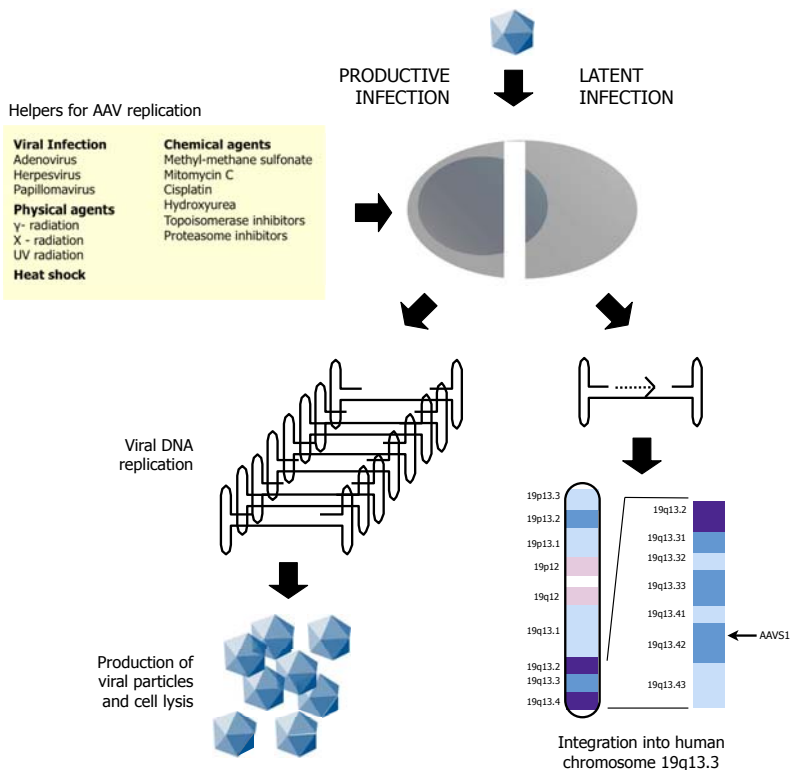 PRODUCTIVE
INFECTION
LATENT
INFECTION
Helpers for AAV replication
Viral Infection
Adenovirus
Herpesvirus
Papillomavirus
Physical agents
γ- radiation
X - radiation
UV radiation
Heat shock
Chemical agents
Methyl-methane sulfonate
Mitomycin C
Cisplatin
Hydroxyurea
Topoisomerase inhibitors
Proteasome inhibitors
Viral DNA
replication
Production of
viral particles
and cell lysis
19p13.3
19p13.2
19p13.1
19p12
19q12
19q13.1
19q13.2
19q13.3
19q13.4
19q13.2
19q13.31
19q13.32
19q13.33
19q13.41
19q13.42
19q13.43
AAVS1
Integration into human
chromosome 19q13.3